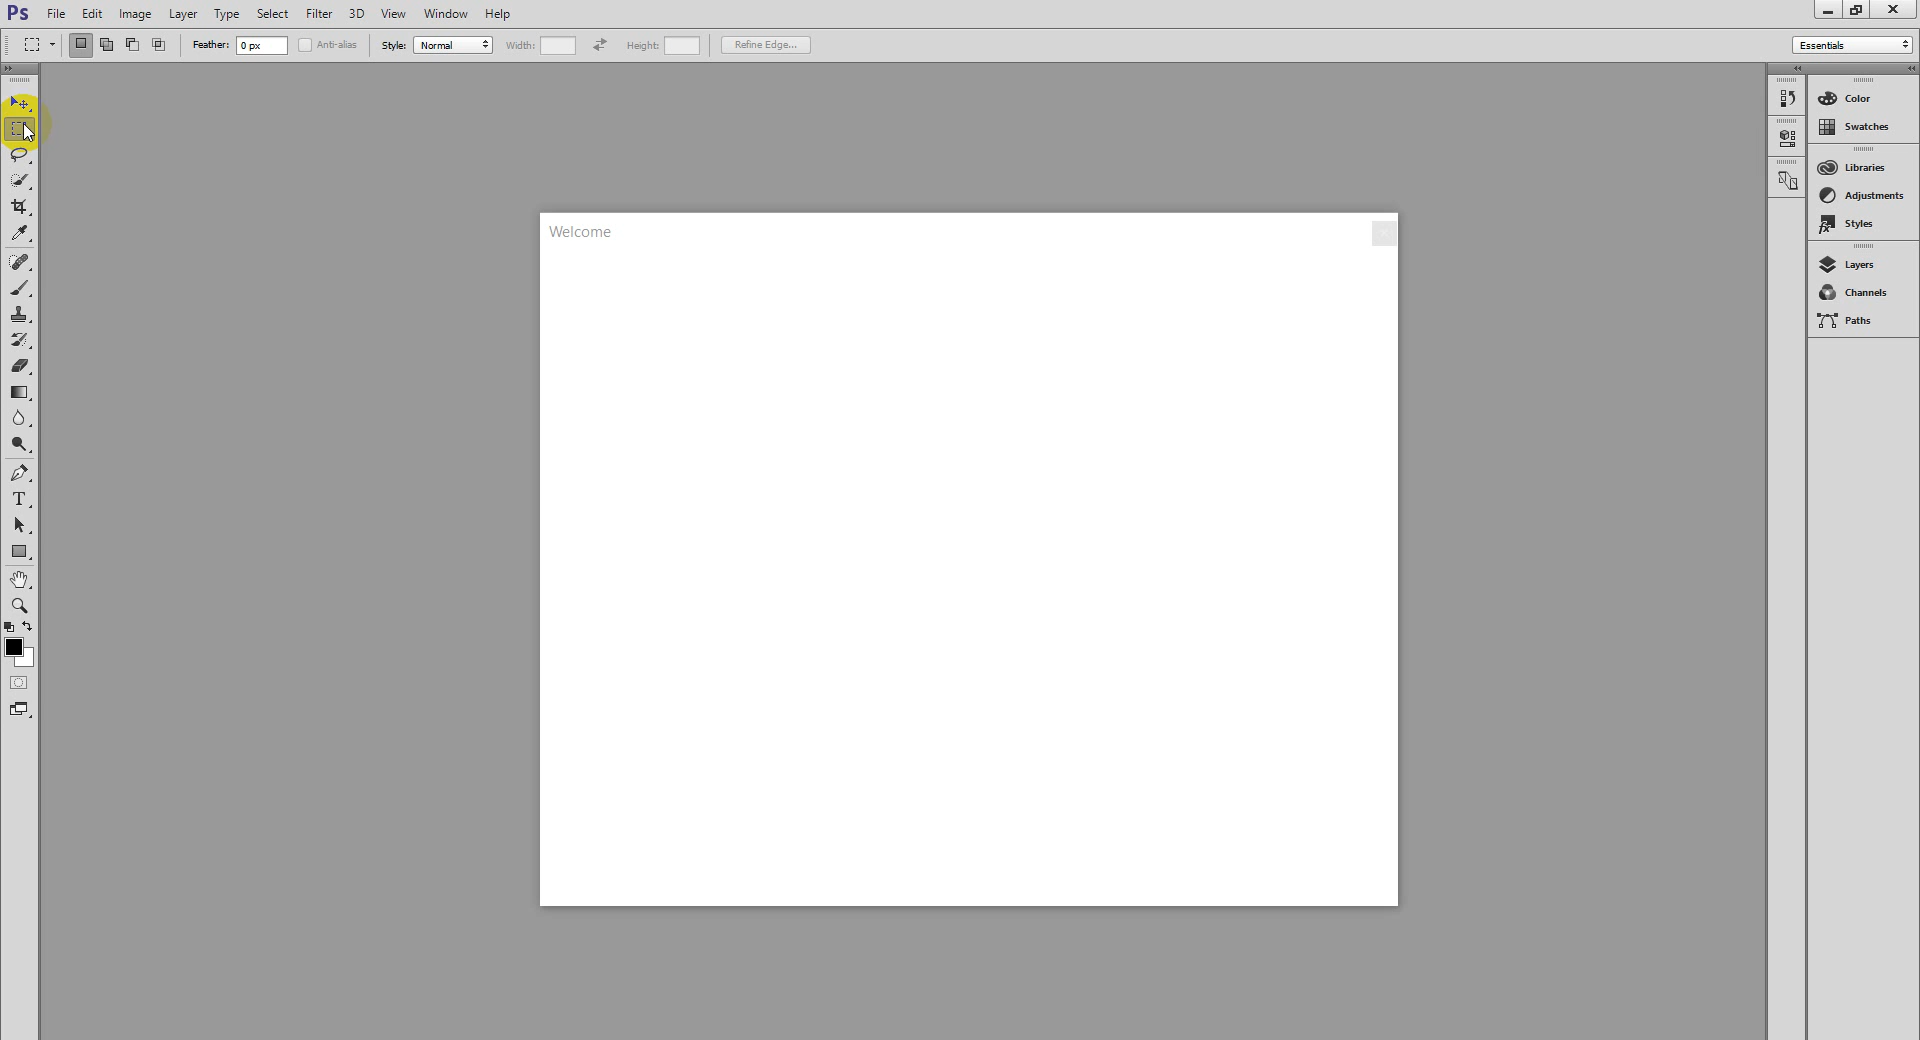 Ps File Edit Image Layer Type Select Filter 3D View Window Help
Feather: 0 px Anti-alias Style: Normal Width: Height: Refine Edge... Essentials
Color
Swatches
Libraries
Adjustments
Styles
Layers
Channels
Paths
Welcome